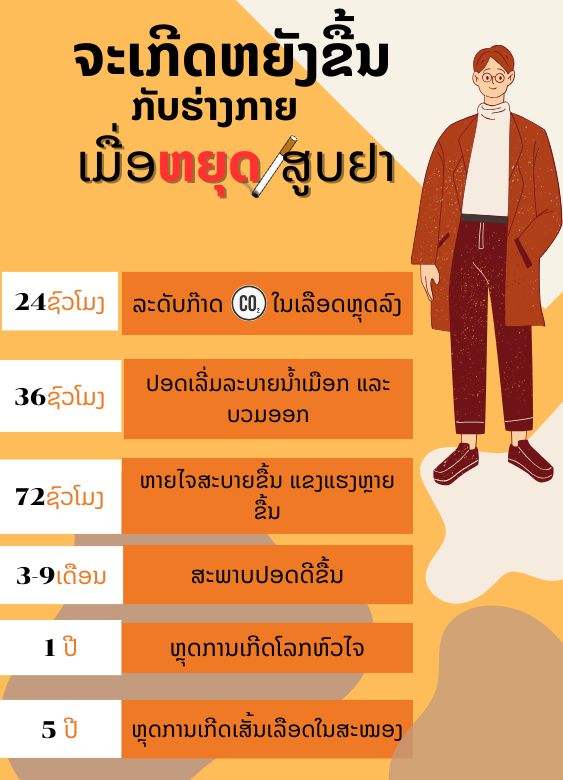 ຈະເກີດຫຍັງຂຶ້ນ
ກັບຮ່າງກາຍ
ເມື່ອຫຍຸດ ສູບຢາ
24ຊົ່ວໂມງ
ລະດັບກ໊າດ CO₂ ໃນເລືອດຫຼຸດລົງ
36ຊົ່ວໂມງ
ປອດເລີ່ມລະບາຍນ້ຳເມືອກ ແລະ
ບວມອອກ
72ຊົ່ວໂມງ
ຫາຍໃຈສະບາຍຂຶ້ນ ແຂງແຮງຫຼາຍ
ຂຶ້ນ
3-9ເດືອນ
ສະພາບປອດດີຂຶ້ນ
1 ປີ
ຫຼຸດການເກີດໂລກຫົວໃຈ
5 ປີ
ຫຼຸດການເກີດເສັ້ນເລືອດໃນສະໝອງ